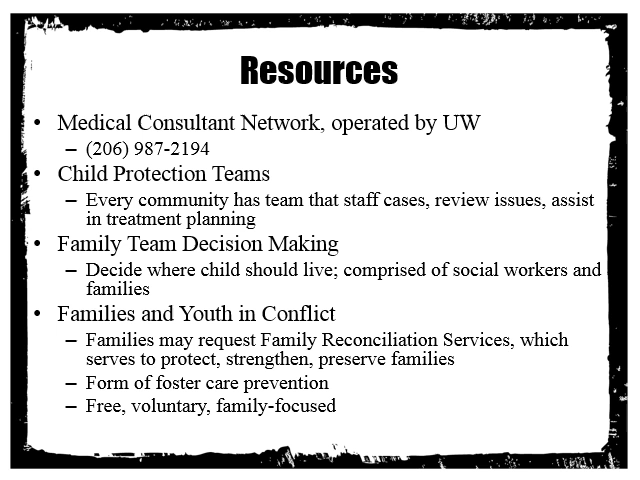 Resources
• Medical Consultant Network, operated by UW
– (206) 987-2194
• Child Protection Teams
– Every community has team that staff cases, review issues, assist
in treatment planning
• Family Team Decision Making
– Decide where child should live; comprised of social workers and
families
• Families and Youth in Conflict
– Families may request Family Reconciliation Services, which
serves to protect, strengthen, preserve families
– Form of foster care prevention
– Free, voluntary, family-focused